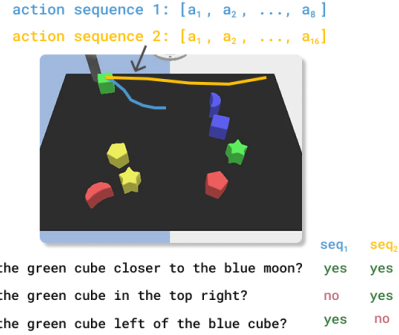 action sequence 1: [a₁, a₂, ..., a₈]
action sequence 2: [a₁, a₂, ..., a₁₆]
seq₁ seq₂
the green cube closer to the blue moon? yes yes
the green cube in the top right? no yes
the green cube left of the blue cube? yes no